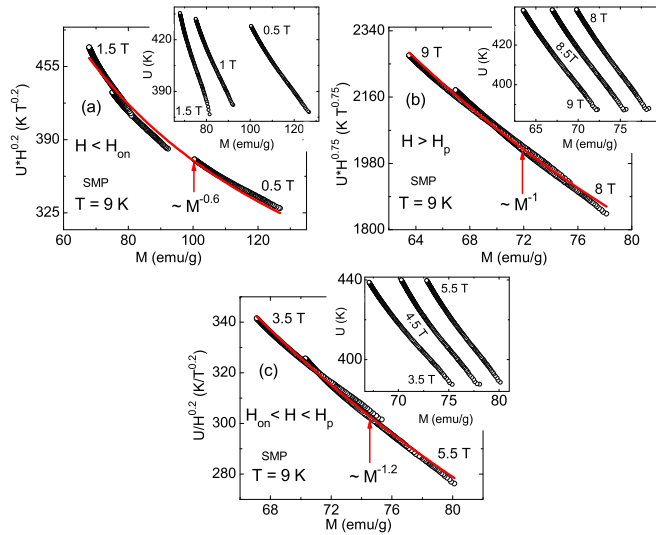 U*H^0.2 (K T^0.2)
455
390
325
60
80
100
120
M (emu/g)
1.5 T
(a)
H < H_on
SMP
T = 9 K
~ M^-0.6
0.5 T
U (K)
420
390
360
60
80
100
120
M (emu/g)
0.5 T
1 T
1.5 T
U*H^0.75 (K T^0.75)
2280
2160
2040
1920
1800
64
68
72
76
80
M (emu/g)
9 T
(b)
H > H_p
SMP
T = 9 K
~ M^-1
8 T
U (K)
420
400
65
70
75
M (emu/g)
8 T
8.5T
9 T
U/H^0.2 (K/T^0.2)
340
320
300
280
68
72
76
80
M (emu/g)
3.5 T
(c)
H_on < H < H_p
SMP
T = 9 K
~ M^-1.2
5.5 T
U (K)
440
420
400
70
75
80
M (emu/g)
5.5 T
4.5 T
3.5 T